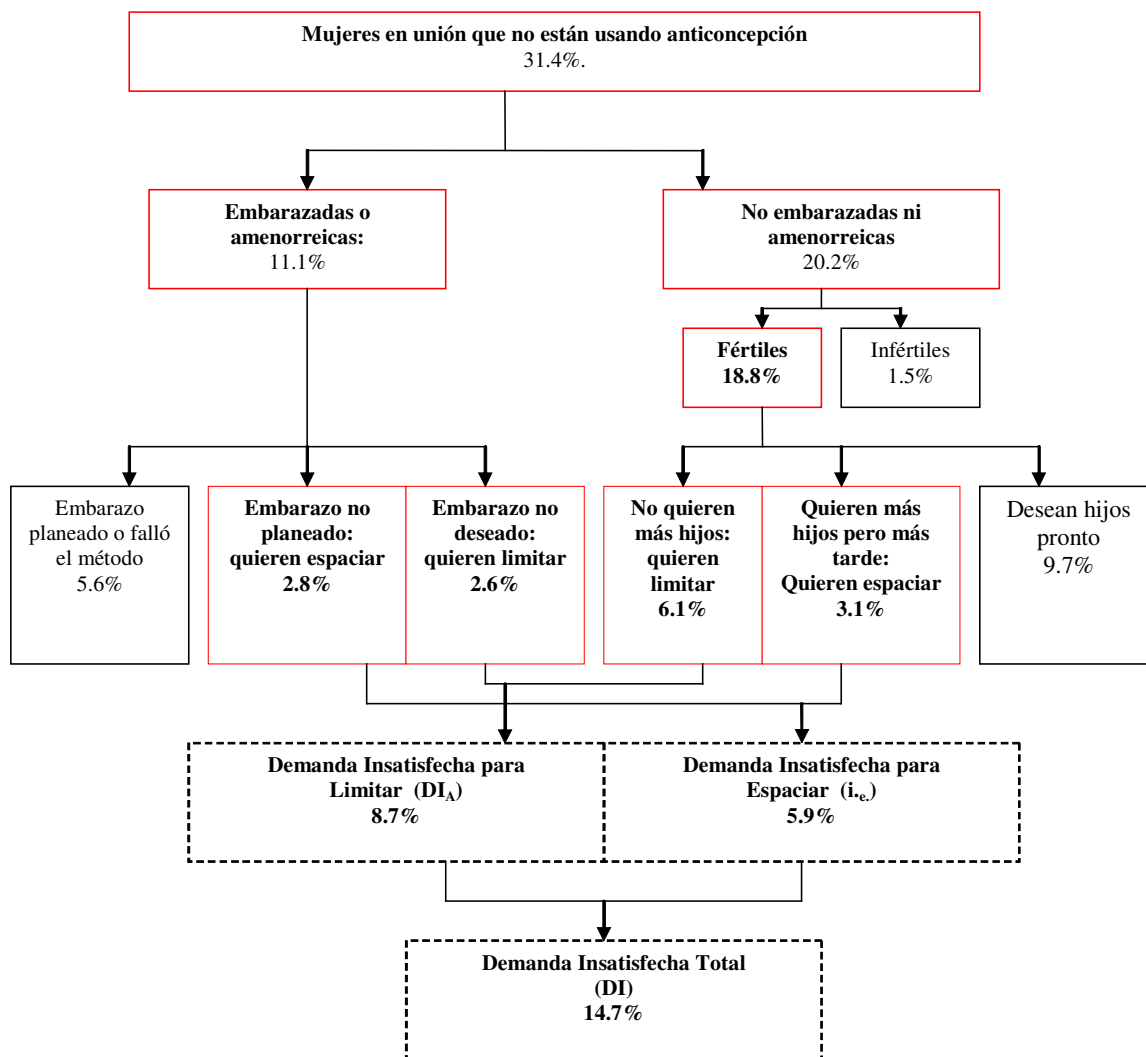 Mujeres en unión que no están usando anticoncepción
31.4%.
Embarazadas o
amenorreicas:
11.1%
No embarazadas ni
amenorreicas
20.2%
Fértiles
18.8%
Infértiles
1.5%
Embarazo
planeado o falló
el método
5.6%
Embarazo no
planeado:
quieren espaciar
2.8%
Embarazo no
deseado:
quieren limitar
2.6%
No quieren
más hijos:
quieren
limitar
6.1%
Quieren más
hijos pero más
tarde:
Quieren espaciar
3.1%
Desean hijos
pronto
9.7%
Demanda Insatisfecha para
Limitar (DIA)
8.7%
Demanda Insatisfecha para
Espaciar (i.e.)
5.9%
Demanda Insatisfecha Total
(DI)
14.7%